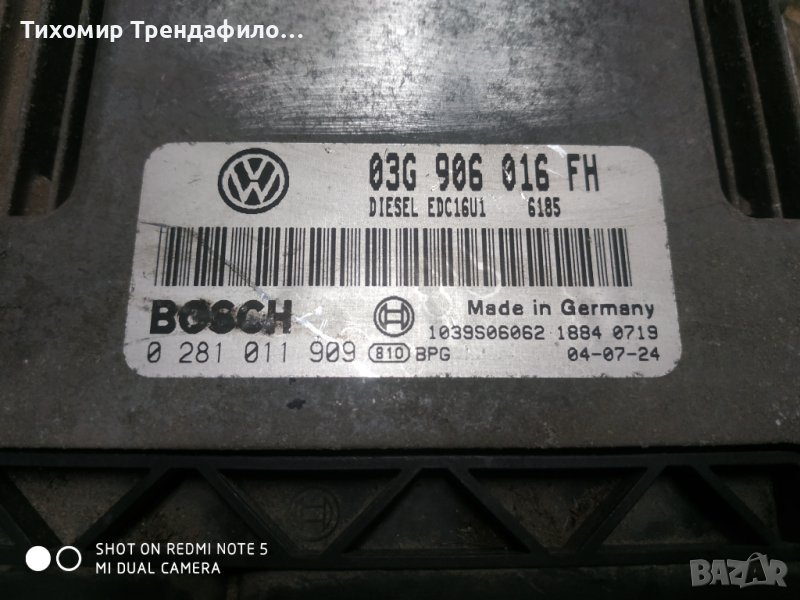 Тихомир Трендафило...
03G 906 016 FH
DIESEL EDC16U1 6185
BOSCH
Made in Germany
1039S06062 1884 0719
0 281 011 909 810 BPG 04-07-24
SHOT ON REDMI NOTE 5
MI DUAL CAMERA
BAZAR